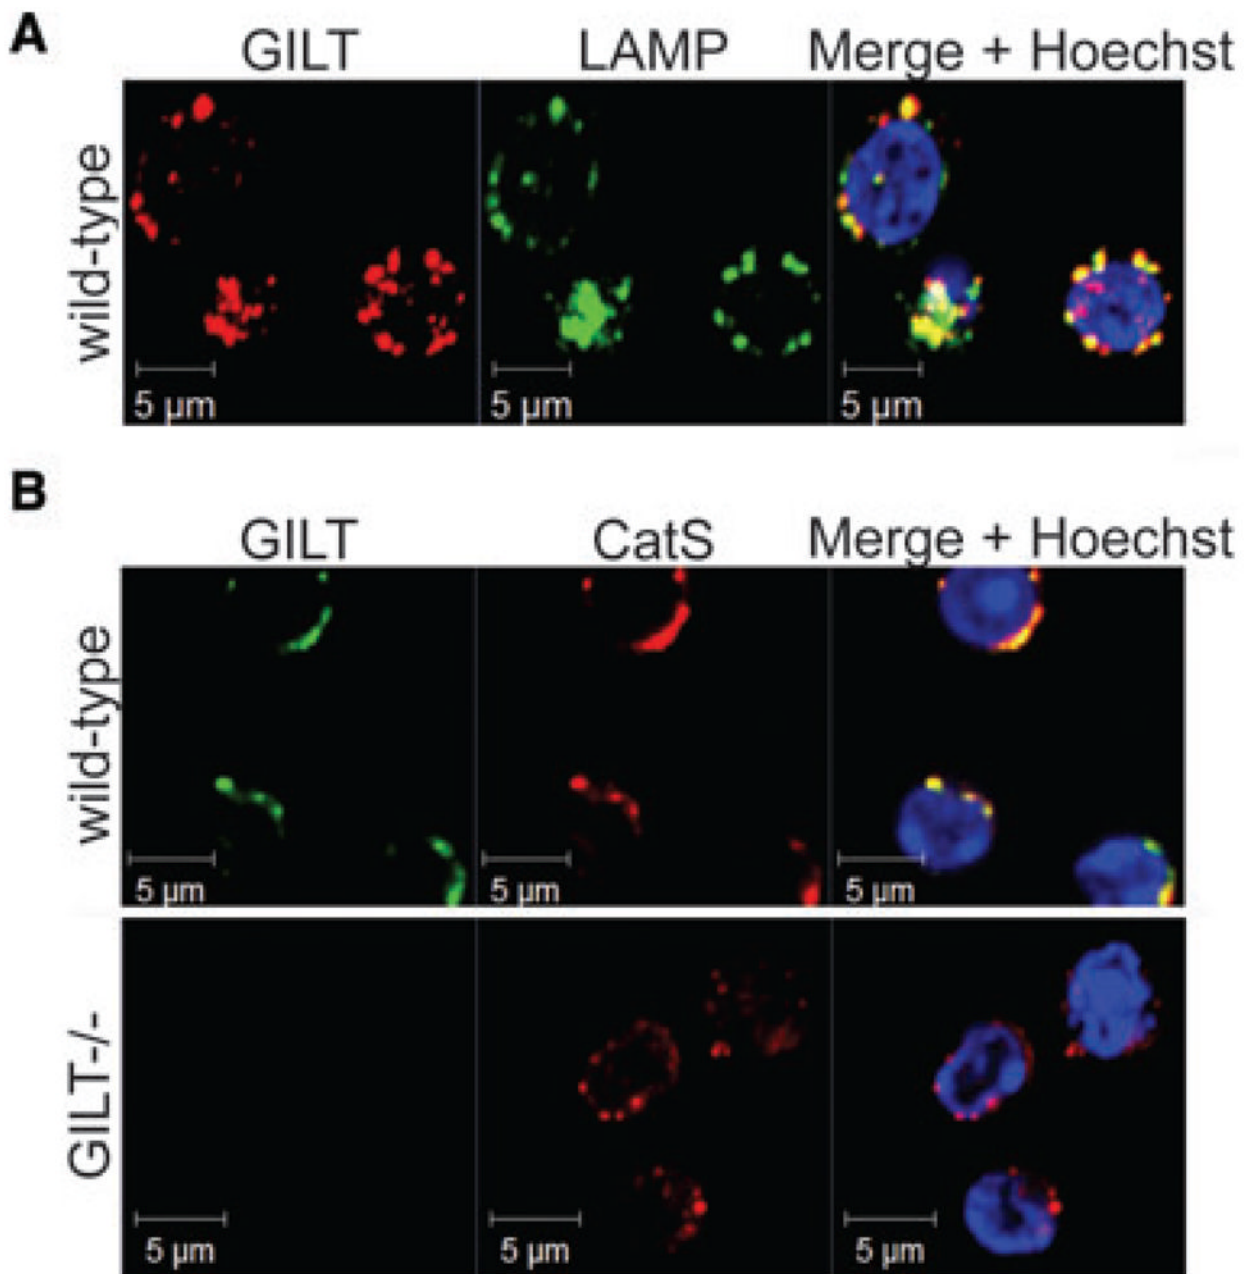 A
GILT LAMP Merge + Hoechst
wild-type
5 µm 5 µm 5 µm
B
GILT CatS Merge + Hoechst
wild-type
5 µm 5 µm 5 µm
GILT-/-
5 µm 5 µm 5 µm